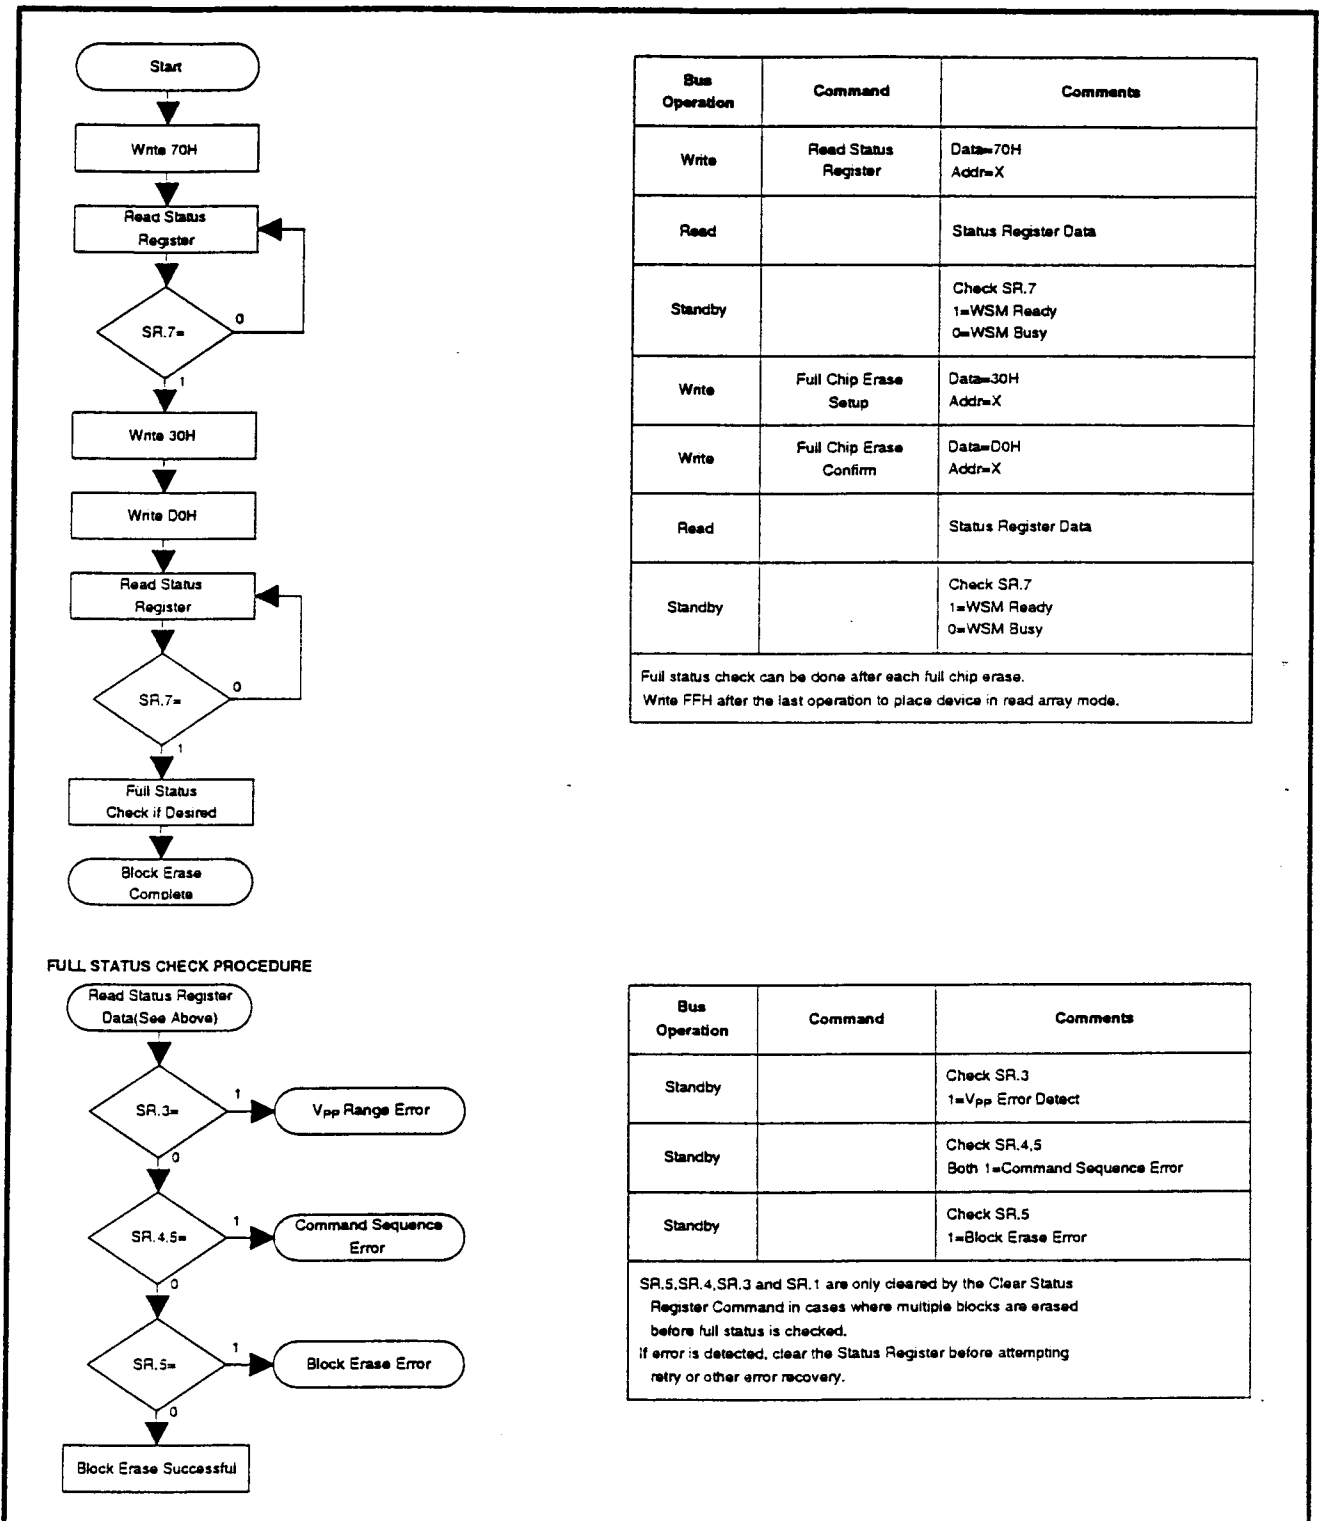 Start
Write 70H
Read Status
Register
SR.7=
0
1
Write 30H
Write D0H
Read Status
Register
SR.7=
0
1
Full Status
Check if Desired
Block Erase
Complete
Bus
Operation
Command
Comments
Write
Read Status
Register
Data=70H
Addr=X
Read
Status Register Data
Standby
Check SR.7
1=WSM Ready
0=WSM Busy
Write
Full Chip Erase
Setup
Data=30H
Addr=X
Write
Full Chip Erase
Confirm
Data=D0H
Addr=X
Read
Status Register Data
Standby
Check SR.7
1=WSM Ready
0=WSM Busy
Full status check can be done after each full chip erase.
Write FFH after the last operation to place device in read array mode.
FULL STATUS CHECK PROCEDURE
Read Status Register
Data(See Above)
SR.3=
1
VPP Range Error
0
SR.4,5=
1
Command Sequence
Error
0
SR.5=
1
Block Erase Error
0
Block Erase Successful
Bus
Operation
Command
Comments
Standby
Check SR.3
1=VPP Error Detect
Standby
Check SR.4,5
Both 1=Command Sequence Error
Standby
Check SR.5
1=Block Erase Error
SR.5,SR.4,SR.3 and SR.1 are only cleared by the Clear Status
Register Command in cases where multiple blocks are erased
before full status is checked.
If error is detected, clear the Status Register before attempting
retry or other error recovery.